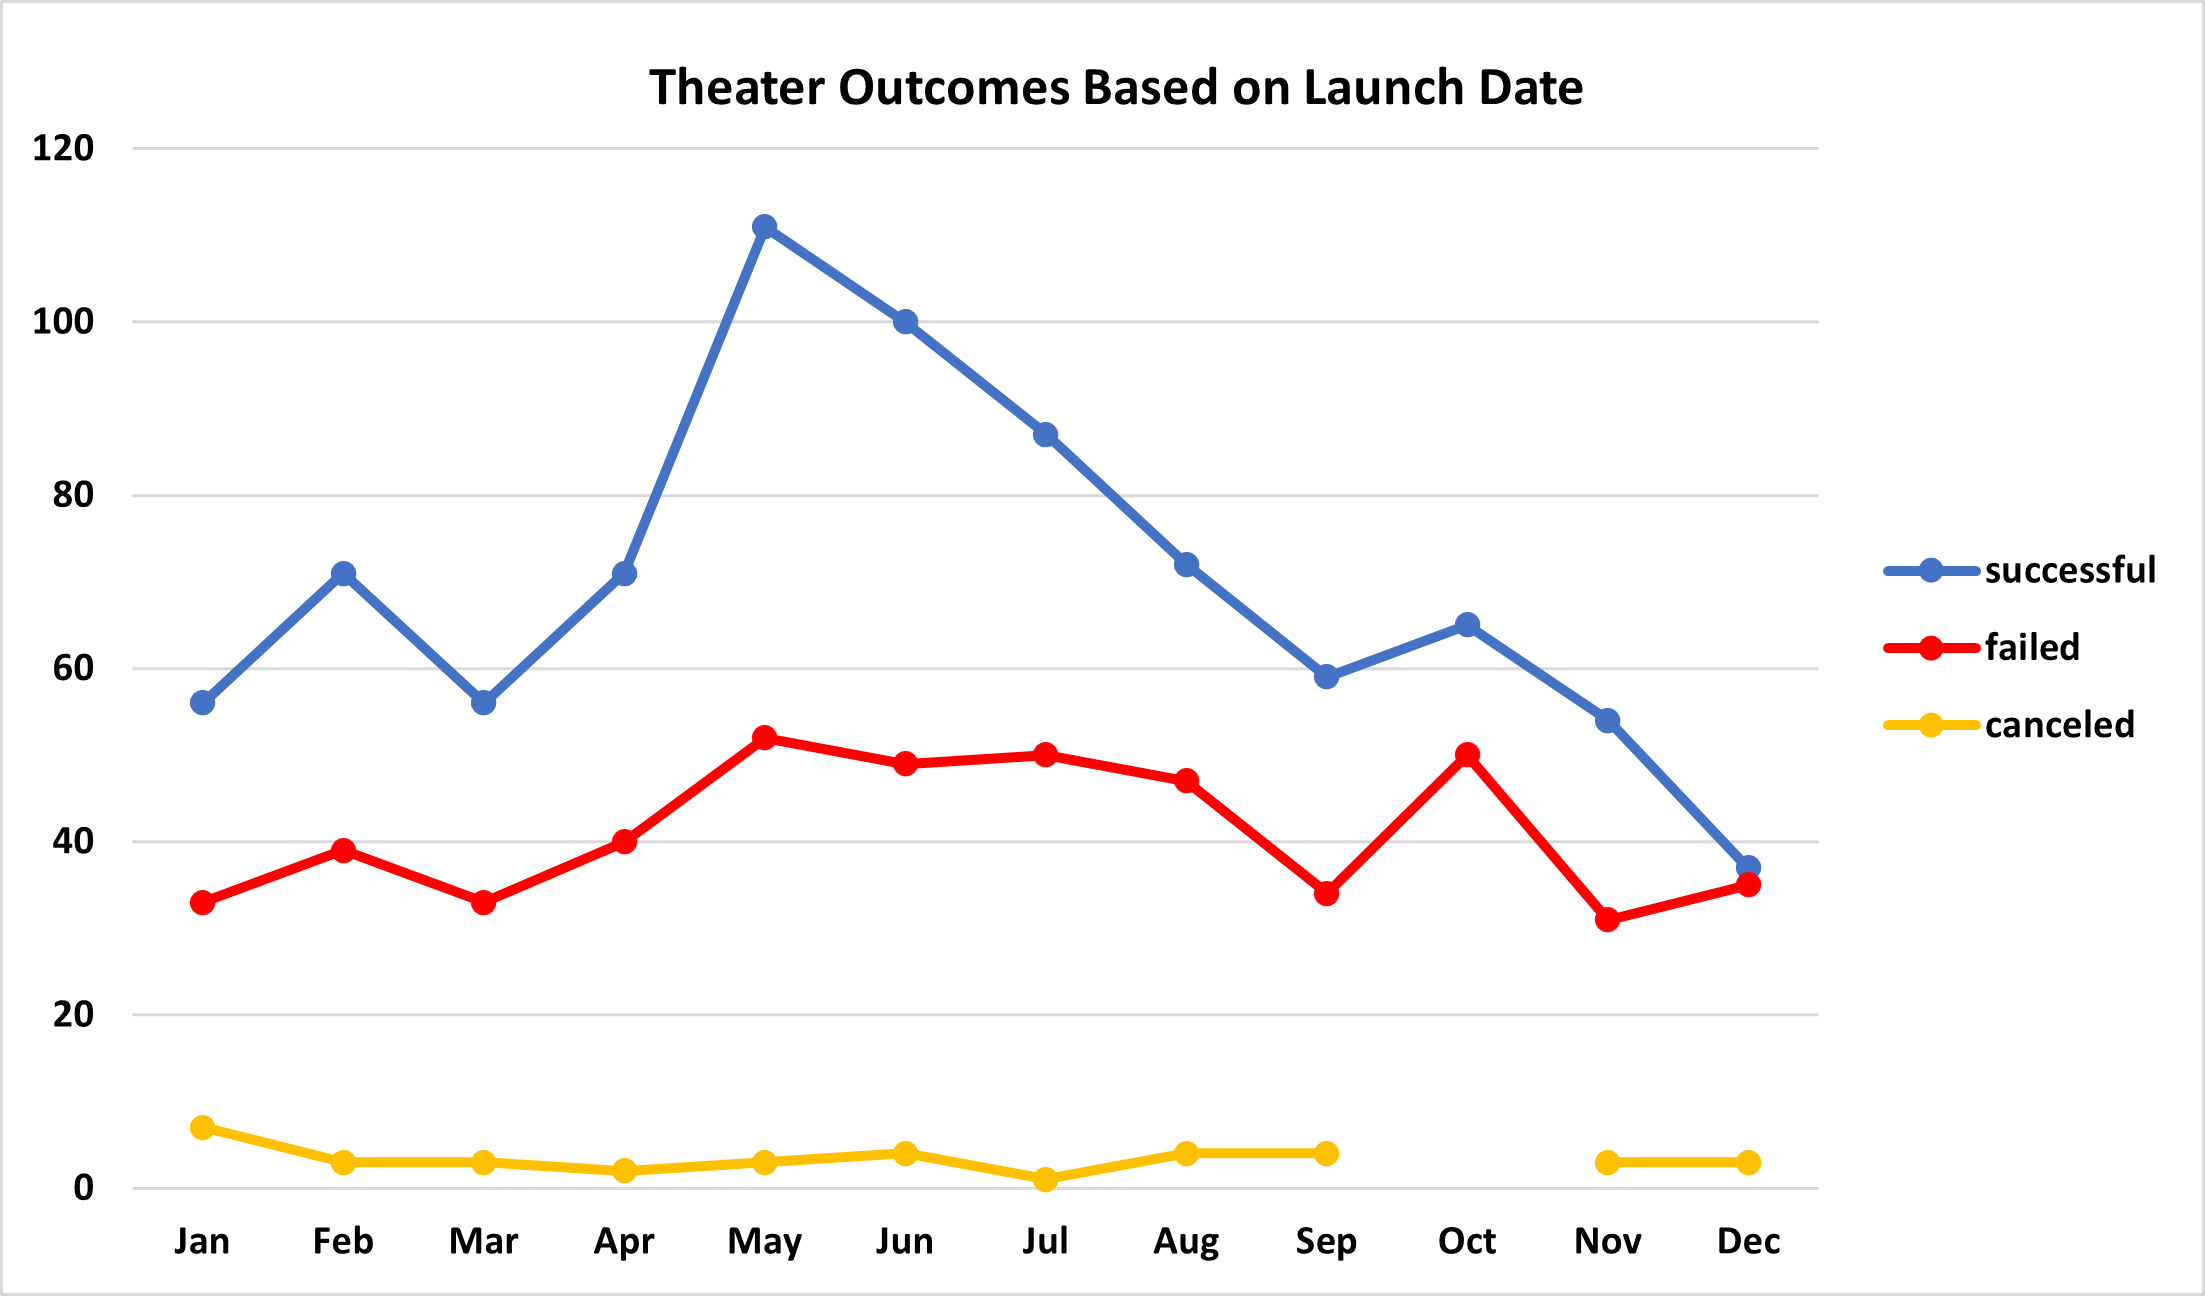 Theater Outcomes Based on Launch Date
120
100
80
60
40
20
0
Jan Feb Mar Apr May Jun Jul Aug Sep Oct Nov Dec
successful
failed
canceled